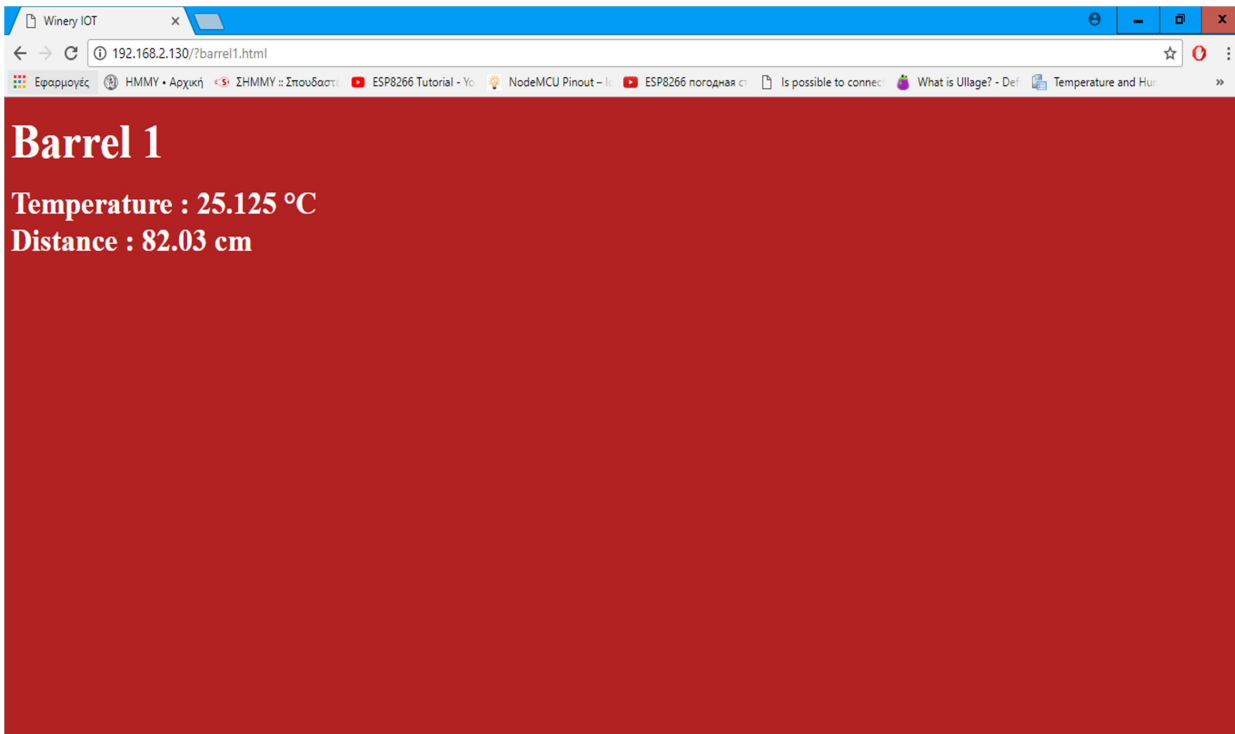 Winery IOT
192.168.2.130/?barrel1.html
Εφαρμογές ΗΜΜΥ • Αρχική ΣΗΜΜΥ :: Σπουδαστι ESP8266 Tutorial - Yo NodeMCU Pinout – ESP8266 погодная ст Is possible to connec What is Ullage? - Def Temperature and Hur »
Barrel 1
Temperature : 25.125 °C
Distance : 82.03 cm